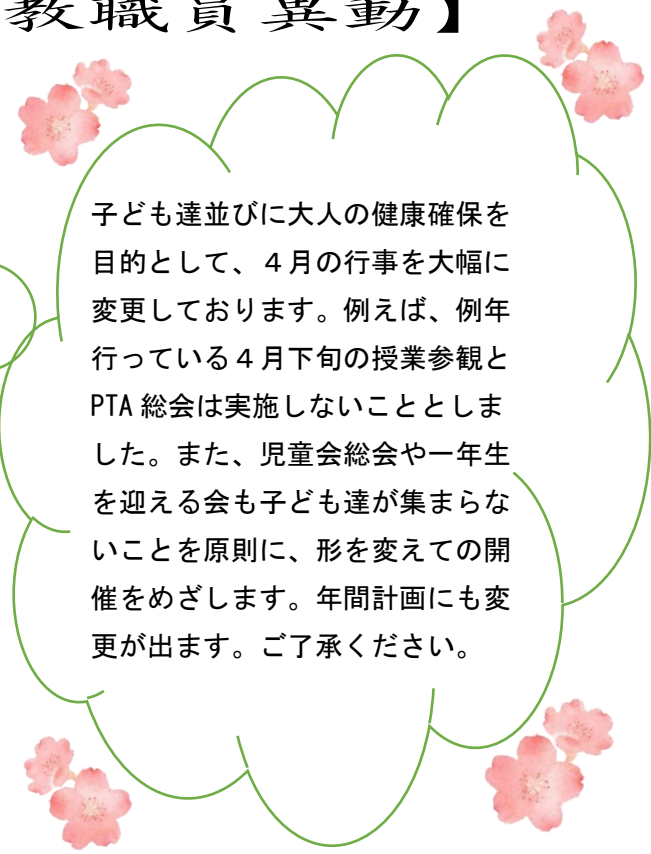 教職員異動】
子ども達並びに大人の健康確保を
目的として、４月の行事を大幅に
変更しております。例えば、例年
行っている４月下旬の授業参観と
PTA 総会は実施しないこととしま
した。また、児童会総会や一年生
を迎える会も子ども達が集まらな
いことを原則に、形を変えての開
催をめざします。年間計画にも変
更が出ます。ご了承ください。